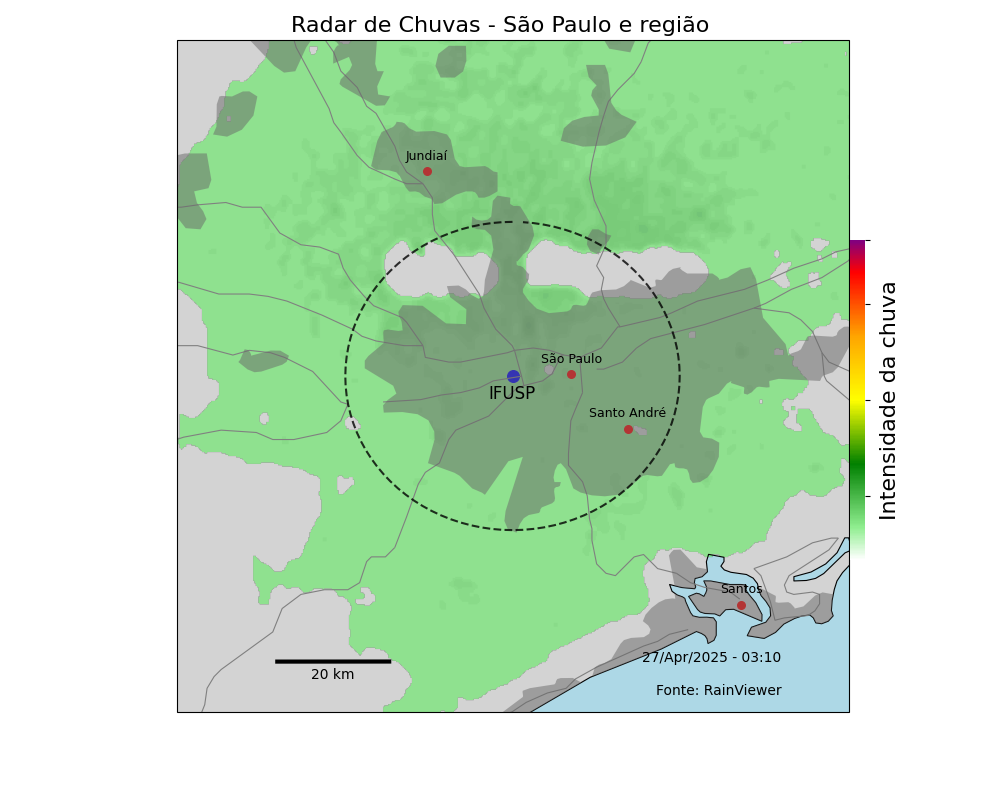 Radar de Chuvas - São Paulo e região
Jundiaí
São Paulo
IFUSP
Santo André
Intensidade da chuva
Santos
27/Apr/2025 - 03:10
20 km
Fonte: RainViewer